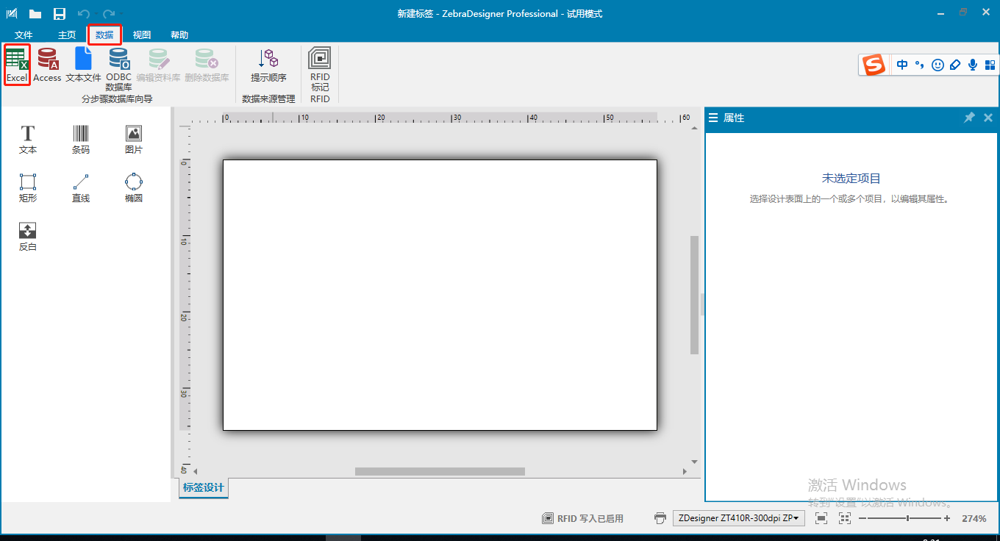 新建标签 - ZebraDesigner Professional - 试用模式
文件 主页 数据 视图 帮助
Excel Access 文本文件 ODBC 数据库 编辑资料库 删除数据库 提示顺序 RFID 标记
分步骤数据库向导 数据来源管理 RFID
中
文本 条码 图片
矩形 直线 椭圆
反白
0 10 20 30 40 50 60
0
10
20
30
40
属性
未选定项目
选择设计表面上的一个或多个项目，以编辑其属性。
标签设计
激活 Windows
转到"设置"以激活 Windows。
RFID 写入已启用 ZDesigner ZT410R-300dpi ZP 274%